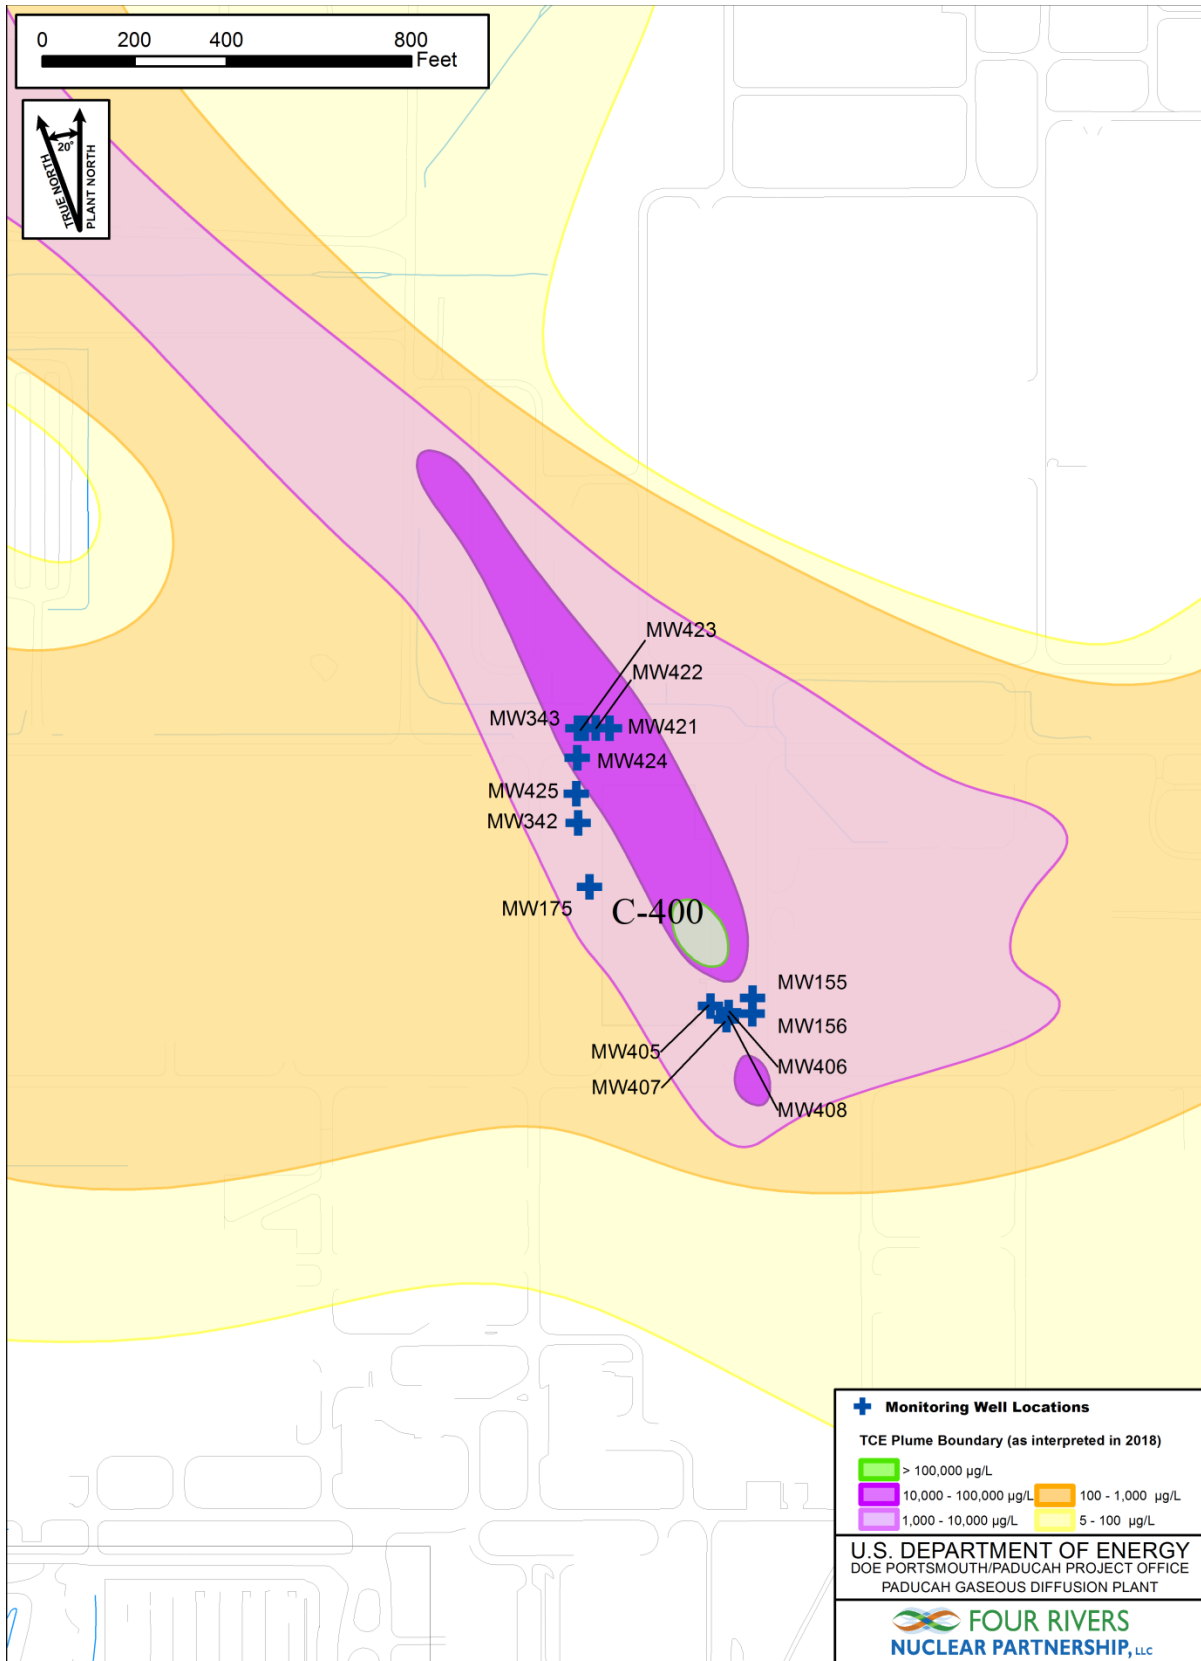 0 200 400 800
Feet
20°
TRUE NORTH
PLANT NORTH
MW423
MW422
MW343
MW421
MW424
MW425
MW342
MW175
C-400
MW155
MW156
MW405
MW406
MW407
MW408
Monitoring Well Locations
TCE Plume Boundary (as interpreted in 2018)
> 100,000 µg/L
10,000 - 100,000 µg/L 100 - 1,000 µg/L
1,000 - 10,000 µg/L 5 - 100 µg/L
U.S. DEPARTMENT OF ENERGY
DOE PORTSMOUTH/PADUCAH PROJECT OFFICE
PADUCAH GASEOUS DIFFUSION PLANT
FOUR RIVERS
NUCLEAR PARTNERSHIP, LLC